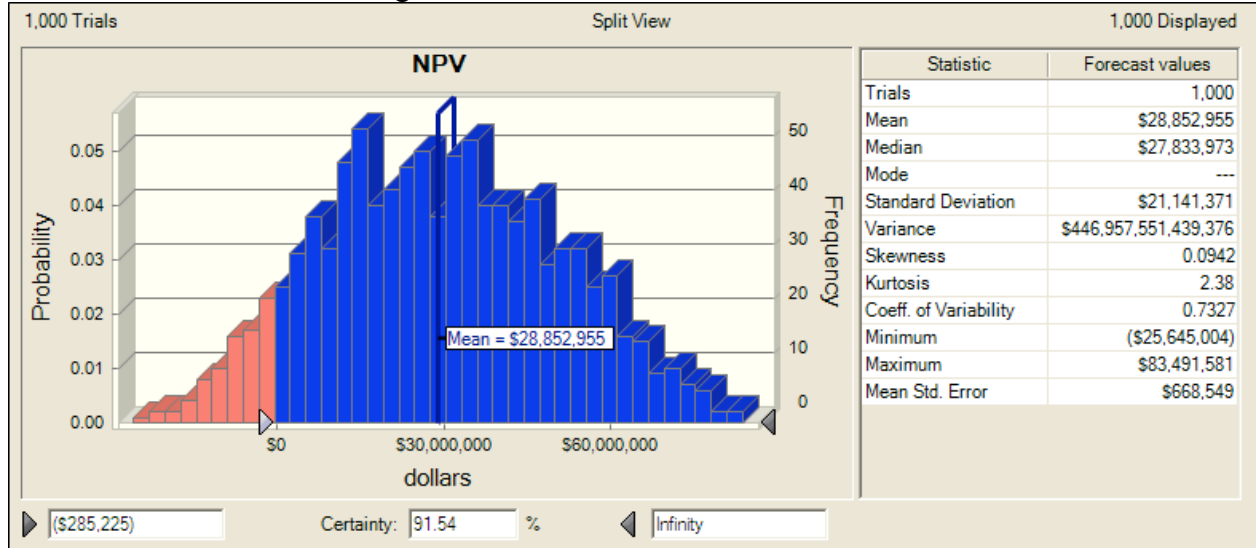 1,000 Trials Split View 1,000 Displayed
NPV
Probability
0.05
0.04
0.03
0.02
0.01
0.00
Mean = $28,852,955
50
40
30
20
10
0
Frequency
$0 $30,000,000 $60,000,000
dollars
Statistic Forecast values
Trials 1,000
Mean $28,852,955
Median $27,833,973
Mode ---
Standard Deviation $21,141,371
Variance $446,957,551,439,376
Skewness 0.0942
Kurtosis 2.38
Coeff. of Variability 0.7327
Minimum ($25,645,004)
Maximum $83,491,581
Mean Std. Error $668,549
($285,225) Certainty: 91.54 % Infinity